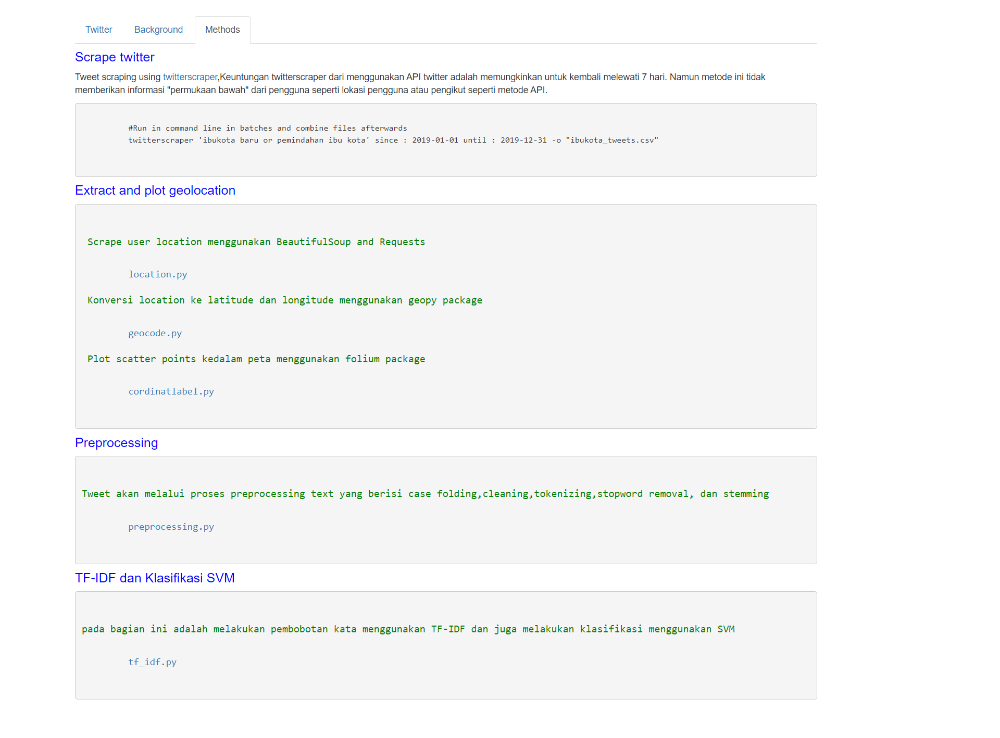 Twitter Background Methods
Scrape twitter
Tweet scraping using twitterscraper,Keuntungan twitterscraper dari menggunakan API twitter adalah memungkinkan untuk kembali melewati 7 hari. Namun metode ini tidak
memberikan informasi "permukaan bawah" dari pengguna seperti lokasi pengguna atau pengikut seperti metode API.
#Run in command line in batches and combine files afterwards
twitterscraper 'ibukota baru or pemindahan ibu kota' since : 2019-01-01 until : 2019-12-31 -o "ibukota_tweets.csv"
Extract and plot geolocation
Scrape user location menggunakan BeautifulSoup and Requests
location.py
Konversi location ke latitude dan longitude menggunakan geopy package
geocode.py
Plot scatter points kedalam peta menggunakan folium package
cordinatlabel.py
Preprocessing
Tweet akan melalui proses preprocessing text yang berisi case folding,cleaning,tokenizing,stopword removal, dan stemming
preprocessing.py
TF-IDF dan Klasifikasi SVM
pada bagian ini adalah melakukan pembobotan kata menggunakan TF-IDF dan juga melakukan klasifikasi menggunakan SVM
tf_idf.py